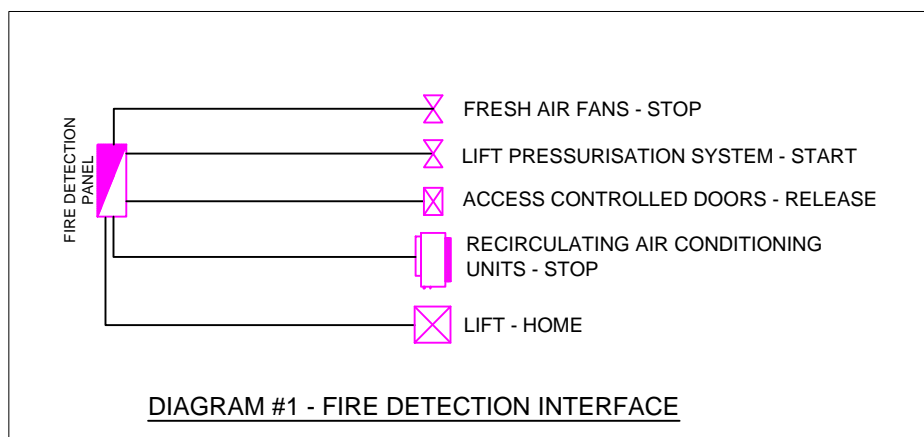 FIRE DETECTION
PANEL
FRESH AIR FANS - STOP
LIFT PRESSURISATION SYSTEM - START
ACCESS CONTROLLED DOORS - RELEASE
RECIRCULATING AIR CONDITIONING
UNITS - STOP
LIFT - HOME
DIAGRAM #1 - FIRE DETECTION INTERFACE